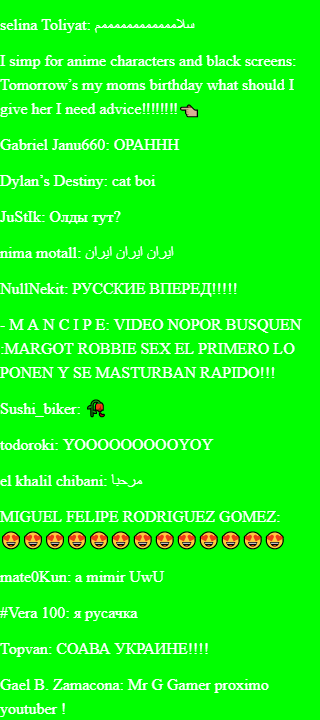 selina Toliyat: سلاممممممممممممم
I simp for anime characters and black screens:
Tomorrow’s my moms birthday what should I
give her I need advice!!!!!!!!👈
Gabriel Janu660: ОРАННН
Dylan’s Destiny: cat boi
JuStIk: Олды тут?
nima motall: ایران ایران ایران
NullNekit: РУССКИЕ ВПЕРЕД!!!!!
- M A N C I P E: VIDEO NOPOR BUSQUEN
:MARGOT ROBBIE SEX EL PRIMERO LO
PONEN Y SE MASTURBAN RAPIDO!!!
Sushi_biker: 🥀
todoroki: YOOOOOOOOOYOY
el khalil chibani: مرحبا
MIGUEL FELIPE RODRIGUEZ GOMEZ:
😍😍😍😍😍😍😍😍😍😍😍😍😍
mate0Kun: a mimir UwU
#Vera 100: я русачка
Topvan: СОАВА УКРАИНЕ!!!!
Gael B. Zamacona: Mr G Gamer proximo
youtuber !